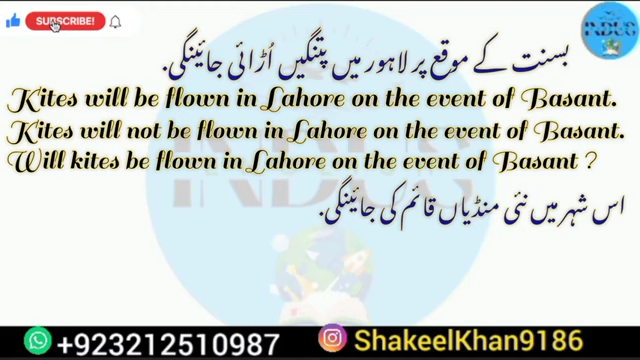 SUBSCRIBE!
INDUS
بسنت کے موقع پر لاہور میں پتنگیں اُڑائی جائینگی.
Kites will be flown in Lahore on the event of Basant.
Kites will not be flown in Lahore on the event of Basant.
Will kites be flown in Lahore on the event of Basant ?
INDUS
اس شہر میں نئی منڈیاں قائم کی جائینگی.
+923212510987
ShakeelKhan9186